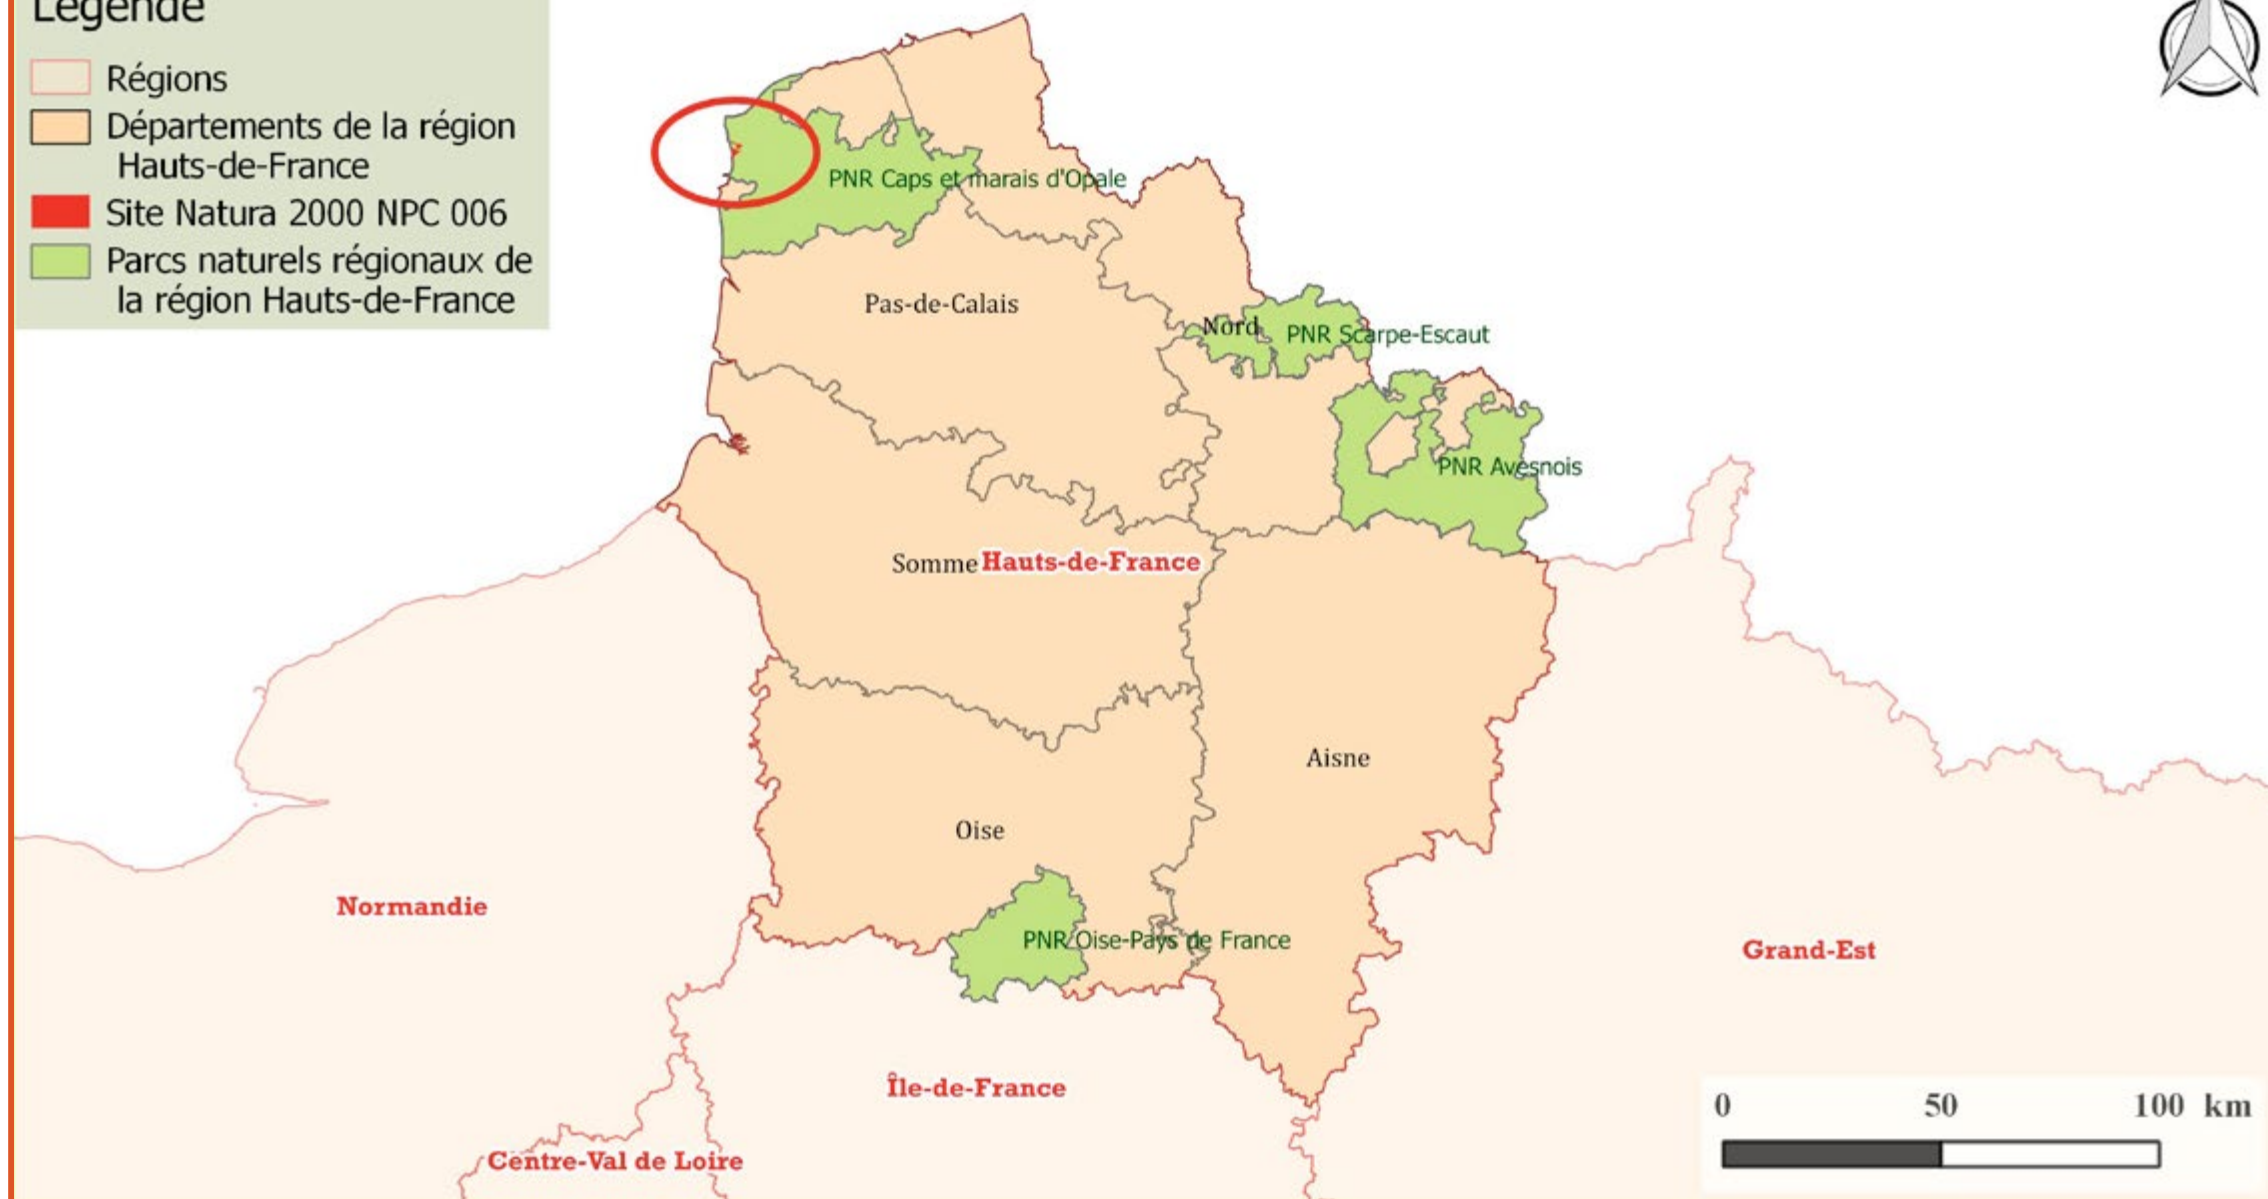 Légende
Régions
Départements de la région
Hauts-de-France
Site Natura 2000 NPC 006
Parcs naturels régionaux de
la région Hauts-de-France
PNR Caps et marais d'Opale
Pas-de-Calais
Nord
PNR Scarpe-Escaut
PNR Avesnois
Somme
Hauts-de-France
Aisne
Oise
Normandie
PNR Oise-Pays de France
Grand-Est
Île-de-France
Centre-Val de Loire
0 50 100 km